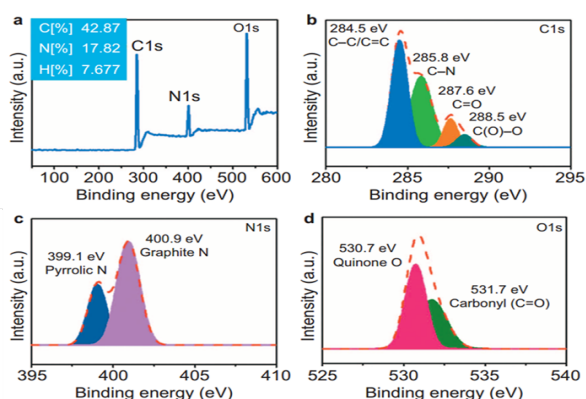 a
C[%] 42.87
N[%] 17.82
H[%] 7.677
C1s
N1s
O1s
Intensity (a.u.)
0 100 200 300 400 500 600
Binding energy (eV)
b
C1s
284.5 eV
C–C/C=C
285.8 eV
C–N
287.6 eV
C=O
288.5 eV
C(O)–O
Intensity (a.u.)
280 285 290 295
Binding energy (eV)
c
N1s
399.1 eV
Pyrrolic N
400.9 eV
Graphite N
Intensity (a.u.)
395 400 405 410
Binding energy (eV)
d
O1s
530.7 eV
Quinone O
531.7 eV
Carbonyl (C=O)
Intensity (a.u.)
525 530 535 540
Binding energy (eV)